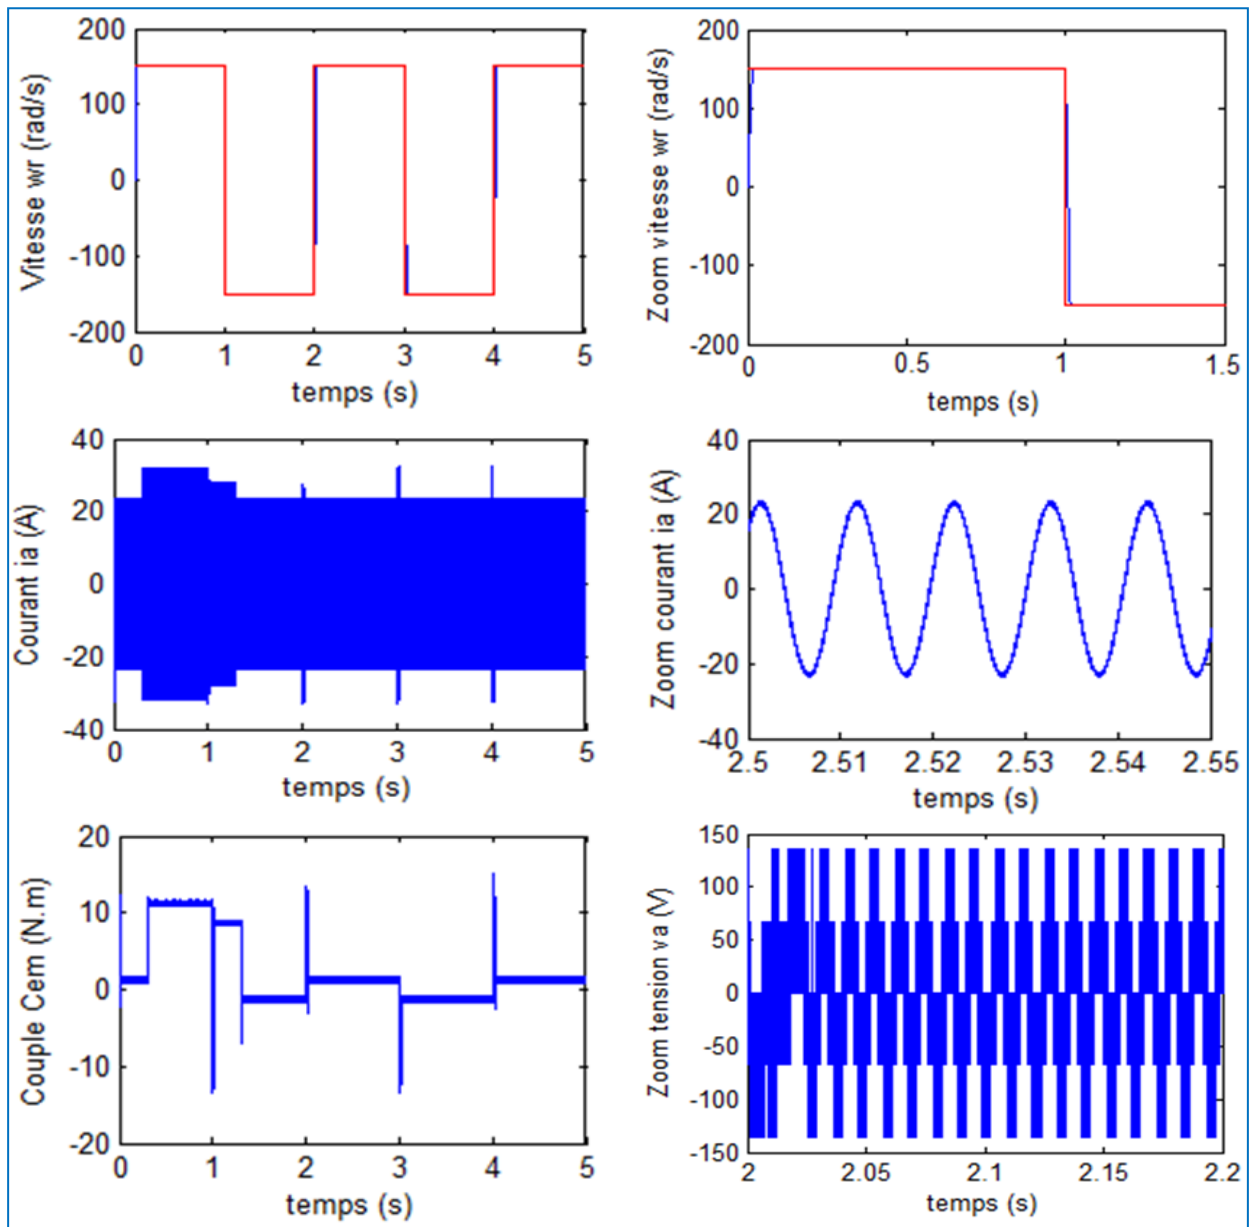 Vitesse wr (rad/s)
200
100
0
-100
-200
0 1 2 3 4 5
temps (s)
Zoom vitesse wr (rad/s)
200
100
0
-100
-200
0 0.5 1 1.5
temps (s)
Courant ia (A)
40
20
0
-20
-40
0 1 2 3 4 5
temps (s)
Zoom courant ia (A)
40
20
0
-20
-40
2.5 2.51 2.52 2.53 2.54 2.55
temps (s)
Couple Cem (N.m)
20
10
0
-10
-20
0 1 2 3 4 5
temps (s)
Zoom tension va (V)
150
100
50
0
-50
-100
-150
2 2.05 2.1 2.15 2.2
temps (s)